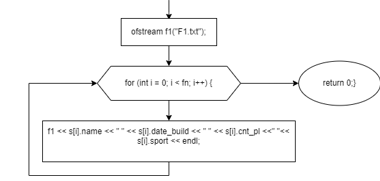 ofstream f1("F1.txt");
for (int i = 0; i < fn; i++) {
return 0;}
f1 << s[i].name << " " << s[i].date_build << " " << s[i].cnt_pl <<" "<<
s[i].sport << endl;